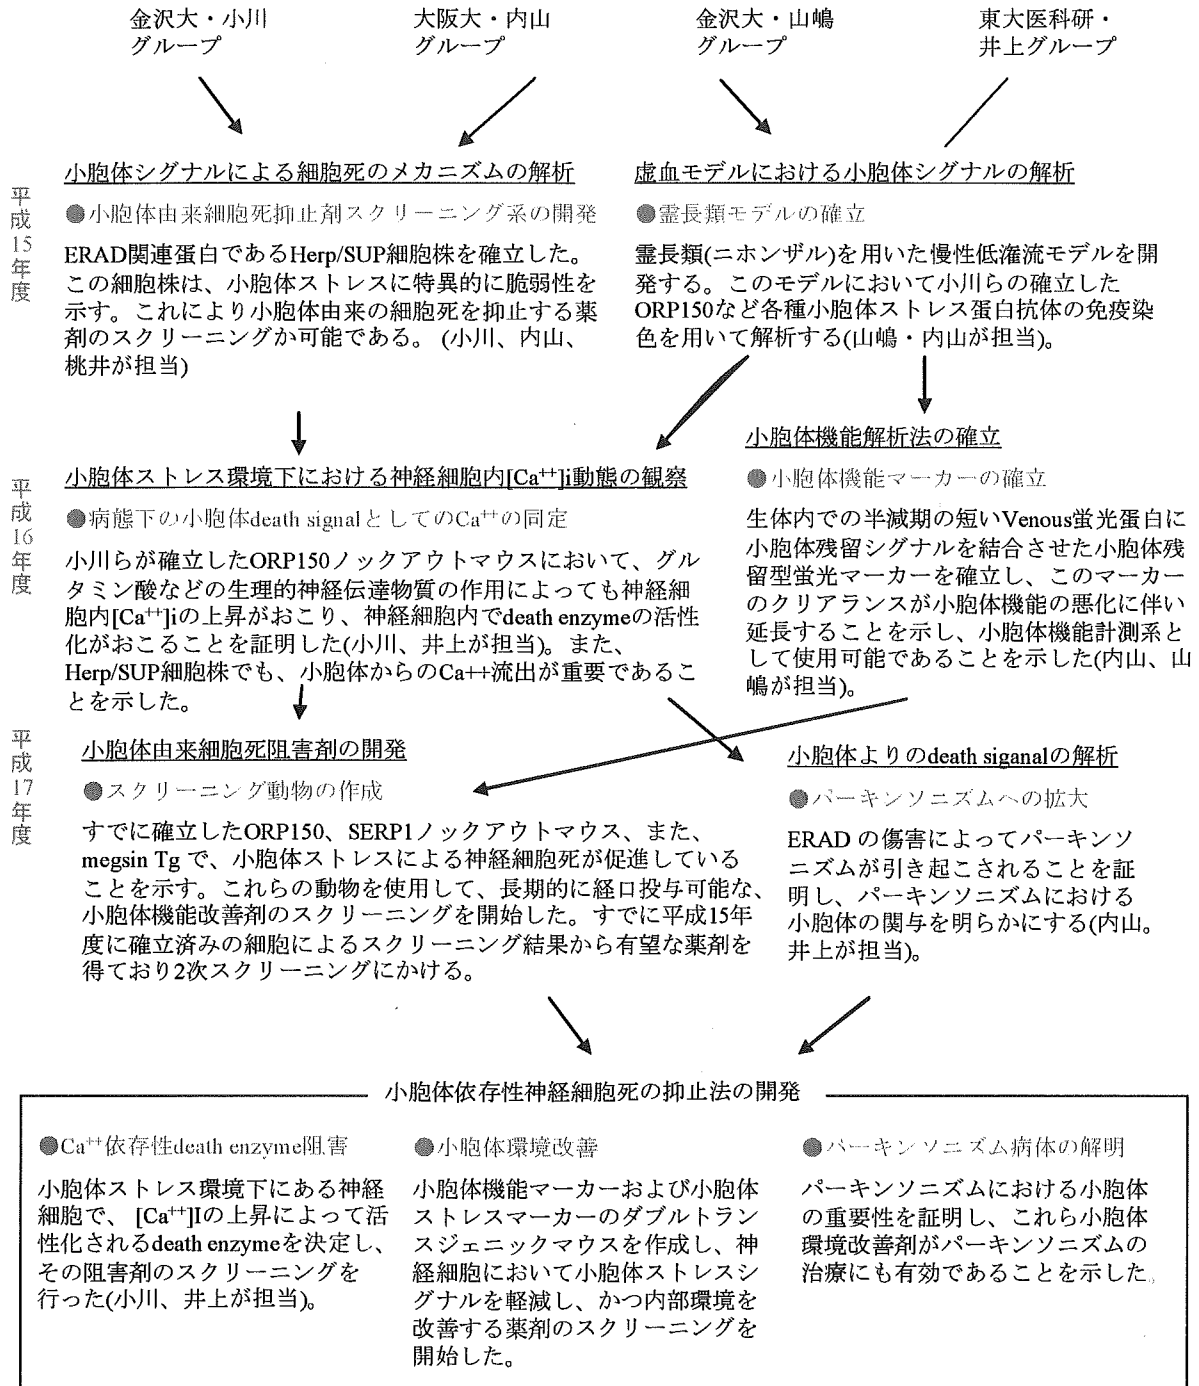 金沢大・小川
グループ
大阪大・内山
グループ
金沢大・山嶋
グループ
東大医科研・
井上グループ
平成15年度
小胞体シグナルによる細胞死のメカニズムの解析
●小胞体由来細胞死抑止剤スクリーニング系の開発
ERAD関連蛋白であるHerp/SUP細胞株を確立した。
この細胞株は、小胞体ストレスに特異的に脆弱性を
示す。これにより小胞体由来の細胞死を抑止する薬
剤のスクリーニングか可能である。 (小川、内山、
桃井が担当)
虚血モデルにおける小胞体シグナルの解析
●霊長類モデルの確立
霊長類(ニホンザル)を用いた慢性低潅流モデルを開
発する。このモデルにおいて小川らの確立した
ORP150など各種小胞体ストレス蛋白抗体の免疫染
色を用いて解析する(山嶋・内山が担当)。
平成16年度
小胞体ストレス環境下における神経細胞内[Ca⁺⁺]i動態の観察
●病態下の小胞体death signalとしてのCa⁺⁺の同定
小川らが確立したORP150ノックアウトマウスにおいて、グル
タミン酸などの生理的神経伝達物質の作用によっても神経細
胞内[Ca⁺⁺]iの上昇がおこり、神経細胞内でdeath enzymeの活性
化がおこることを証明した(小川、井上が担当)。また、
Herp/SUP細胞株でも、小胞体からのCa++流出が重要であるこ
とを示した。
小胞体機能解析法の確立
●小胞体機能マーカーの確立
生体内での半減期の短いVenous蛍光蛋白に
小胞体残留シグナルを結合させた小胞体残
留型蛍光マーカーを確立し、このマーカー
のクリアランスが小胞体機能の悪化に伴い
延長することを示し、小胞体機能計測系と
して使用可能であることを示した(内山、山
嶋が担当)。
平成17年度
小胞体由来細胞死阻害剤の開発
●スクリーニング動物の作成
すでに確立したORP150、SERP1ノックアウトマウス、また、
megsin Tg で、小胞体ストレスによる神経細胞死が促進している
ことを示す。これらの動物を使用して、長期的に経口投与可能な、
小胞体機能改善剤のスクリーニングを開始した。すでに平成15年
度に確立済みの細胞によるスクリーニング結果から有望な薬剤を
得ており2次スクリーニングにかける。
小胞体よりのdeath siganalの解析
●パーキンソニズムへの拡大
ERAD の傷害によってパーキンソ
ニズムが引き起こされることを証
明し、パーキンソニズムにおける
小胞体の関与を明らかにする(内山。
井上が担当)。
小胞体依存性神経細胞死の抑止法の開発
●Ca⁺⁺依存性death enzyme阻害
小胞体ストレス環境下にある神経
細胞で、 [Ca⁺⁺]Iの上昇によって活
性化されるdeath enzymeを決定し、
その阻害剤のスクリーニングを
行った(小川、井上が担当)。
●小胞体環境改善
小胞体機能マーカーおよび小胞体
ストレスマーカーのダブルトラン
スジェニックマウスを作成し、神
経細胞において小胞体ストレスシ
グナルを軽減し、かつ内部環境を
改善する薬剤のスクリーニングを
開始した。
●パーキンソニズム病体の解明
パーキンソニズムにおける小胞体
の重要性を証明し、これら小胞体
環境改善剤がパーキンソニズムの
治療にも有効であることを示した。